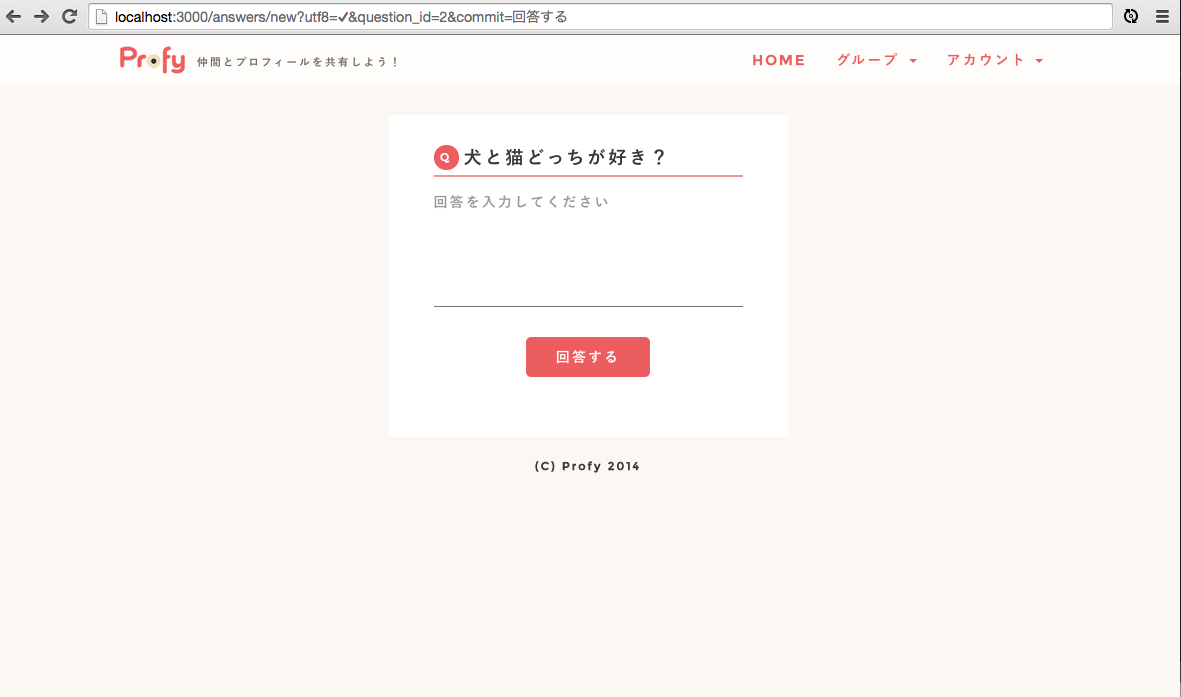 localhost:3000/answers/new?utf8=✔&question_id=2&commit=回答する
Profy 仲間とプロフィールを共有しよう！ HOME グループ アカウント
Q 犬と猫どっちが好き？
回答を入力してください
回答する
(C) Profy 2014